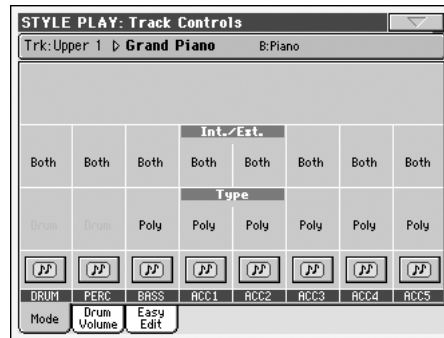 STYLE PLAY: Track Controls
Trk: Upper 1 ▷ Grand Piano B:Piano
Int./Ext.
Both Both Both Both Both Both Both Both
Type
Drum Drum Poly Poly Poly Poly Poly Poly
DRUM PERC BASS ACC1 ACC2 ACC3 ACC4 ACC5
Mode Drum Volume Easy Edit